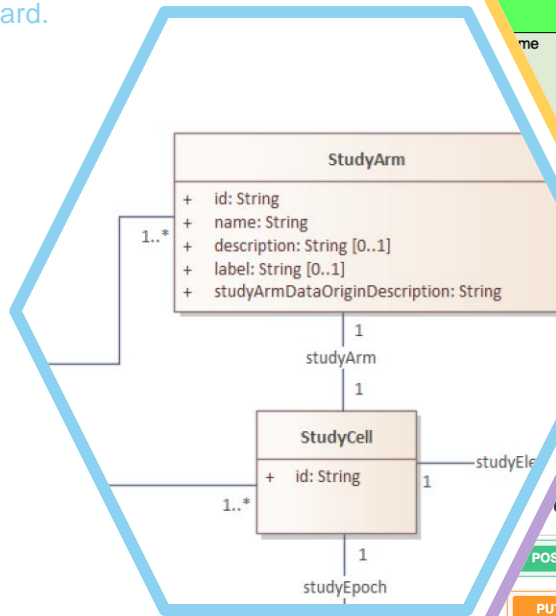 ard.
me
StudyArm
+ id: String
+ name: String
+ description: String [0..1]
+ label: String [0..1]
+ studyArmDataOriginDescription: String
1..*
1
studyArm
1
StudyCell
+ id: String
studyEle
1
1..*
1
studyEpoch
POS
PU